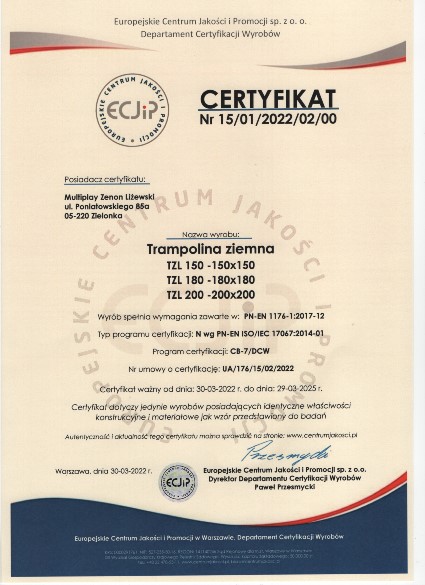 Europejskie Centrum Jakości i Promocji sp. z o. o.
Departament Certyfikacji Wyrobów
EUROPEJSKIE CENTRUM JAKOŚCI I PROMOCJI
ECJiP
CERTYFIKAT
Nr 15/01/2022/02/00
Posiadacz certyfikatu:
Multiplay Zenon Liżewski
ul. Poniatowskiego 85a
05-220 Zielonka
Nazwa wyrobu:
Trampolina ziemna
TZL 150 -150x150
TZL 180 -180x180
TZL 200 -200x200
Wyrób spełnia wymagania zawarte w: PN-EN 1176-1:2017-12
Typ programu certyfikacji: N wg PN-EN ISO/IEC 17067:2014-01
Program certyfikacji: CB-7/DCW
Nr umowy o certyfikację: UA/176/15/02/2022
Certyfikat ważny od dnia: 30-03-2022 r. do dnia: 29-03-2025 r.
Certyfikat dotyczy jedynie wyrobów posiadających identyczne właściwości
konstrukcyjne i materiałowe jak wzór przedstawiony do badań
Autentyczność i aktualność tego certyfikatu można sprawdzić na stronie: www.centrumjakosci.pl
Przesmycki
Warszawa, dnia 30-03-2022 r.
ECJiP
Europejskie Centrum Jakości i Promocji sp. z o. o.
Dyrektor Departamentu Certyfikacji Wyrobów
Paweł Przesmycki
Europejskie Centrum Jakości i Promocji w Warszawie, Departament Certyfikacji Wyrobów